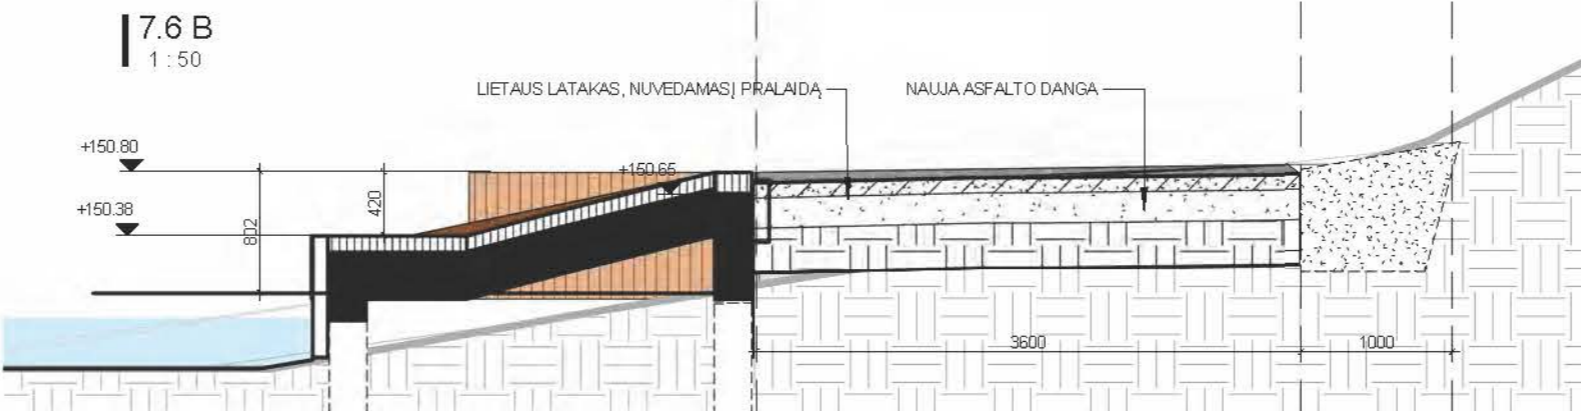 7.6 B
1 : 50
LIETAUS LATAKAS, NUVEDAMAS Į PRALAIDĄ
NAUJA ASFALTO DANGA
+150.80
+150.65
+150.38
420
802
3600
1000